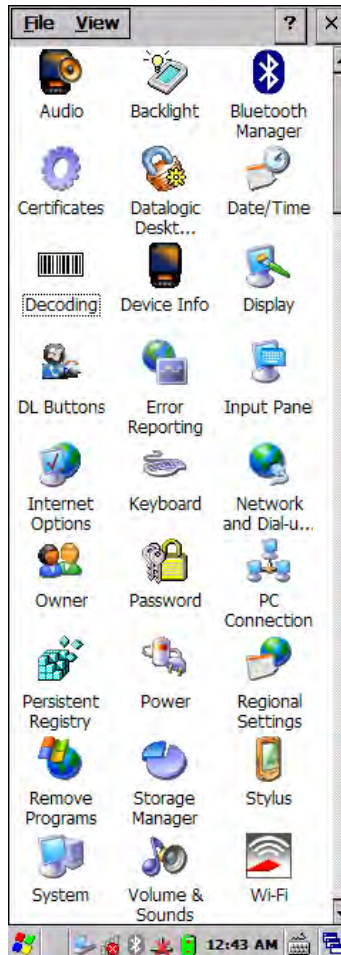 File View ? ×
Audio Backlight Bluetooth Manager
Certificates Datalogic Deskt... Date/Time
Decoding Device Info Display
DL Buttons Error Reporting Input Panel
Internet Options Keyboard Network and Dial-u...
Owner Password PC Connection
Persistent Registry Power Regional Settings
Remove Programs Storage Manager Stylus
System Volume & Sounds Wi-Fi
12:43 AM